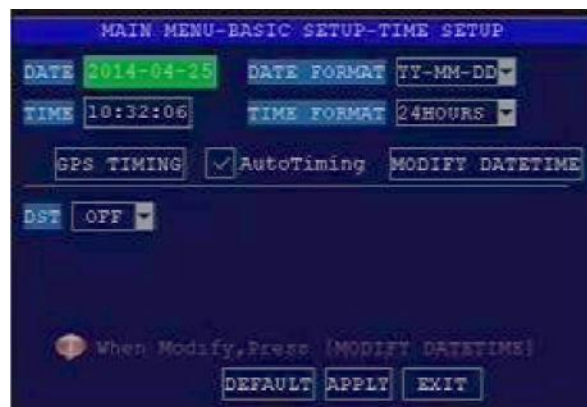 MAIN MENU-BASIC SETUP-TIME SETUP
DATE 2014-04-25 DATE FORMAT YY-MM-DD
TIME 10:32:06 TIME FORMAT 24HOURS
GPS TIMING AutoTiming MODIFY DATETIME
DST OFF
When Modify,Press [MODIFY DATETIME]
DEFAULT APPLY EXIT